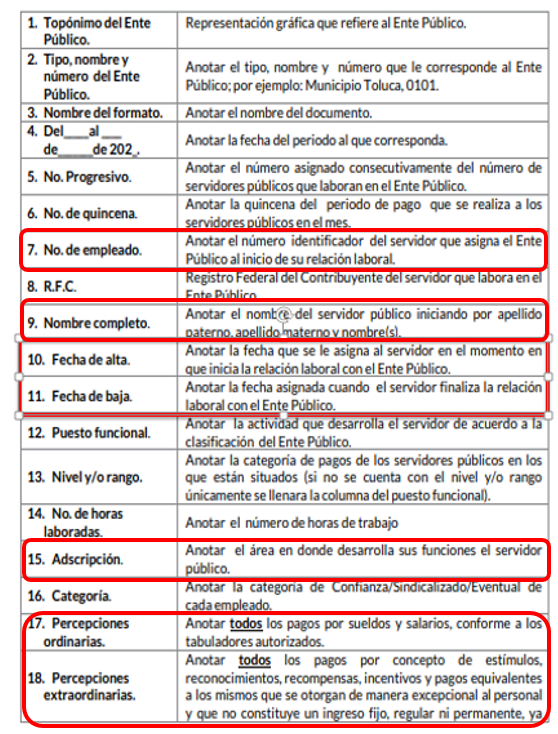 1. Topónimo del Ente
Público.
Representación gráfica que refiere al Ente Público.
2. Tipo, nombre y
número del Ente
Público.
Anotar el tipo, nombre y número que le corresponde al Ente
Público; por ejemplo: Municipio Toluca, 0101.
3. Nombre del formato.
Anotar el nombre del documento.
4. Del____al ___
de_____de 202_.
Anotar la fecha del periodo al que corresponda.
5. No. Progresivo.
Anotar el número asignado consecutivamente del número de
servidores públicos que laboran en el Ente Público.
6. No. de quincena.
Anotar la quincena del periodo de pago que se realiza a los
servidores públicos en el mes.
7. No. de empleado.
Anotar el número identificador del servidor que asigna el Ente
Público al inicio de su relación laboral.
8. R.F.C.
Registro Federal del Contribuyente del servidor que labora en el
Ente Público.
9. Nombre completo.
Anotar el nombre del servidor público iniciando por apellido
paterno, apellido materno y nombre(s).
10. Fecha de alta.
Anotar la fecha que se le asigna al servidor en el momento en
que inicia la relación laboral con el Ente Público.
11. Fecha de baja.
Anotar la fecha asignada cuando el servidor finaliza la relación
laboral con el Ente Público.
12. Puesto funcional.
Anotar la actividad que desarrolla el servidor de acuerdo a la
clasificación del Ente Público.
13. Nivel y/o rango.
Anotar la categoría de pagos de los servidores públicos en los
que están situados (si no se cuenta con el nivel y/o rango
únicamente se llenara la columna del puesto funcional).
14. No. de horas
laboradas.
Anotar el número de horas de trabajo
15. Adscripción.
Anotar el área en donde desarrolla sus funciones el servidor
público.
16. Categoría.
Anotar la categoría de Confianza/Sindicalizado/Eventual de
cada empleado.
17. Percepciones
ordinarias.
Anotar todos los pagos por sueldos y salarios, conforme a los
tabuladores autorizados.
18. Percepciones
extraordinarias.
Anotar todos los pagos por concepto de estímulos,
reconocimientos, recompensas, incentivos y pagos equivalentes
a los mismos que se otorgan de manera excepcional al personal
y que no constituye un ingreso fijo, regular ni permanente, ya